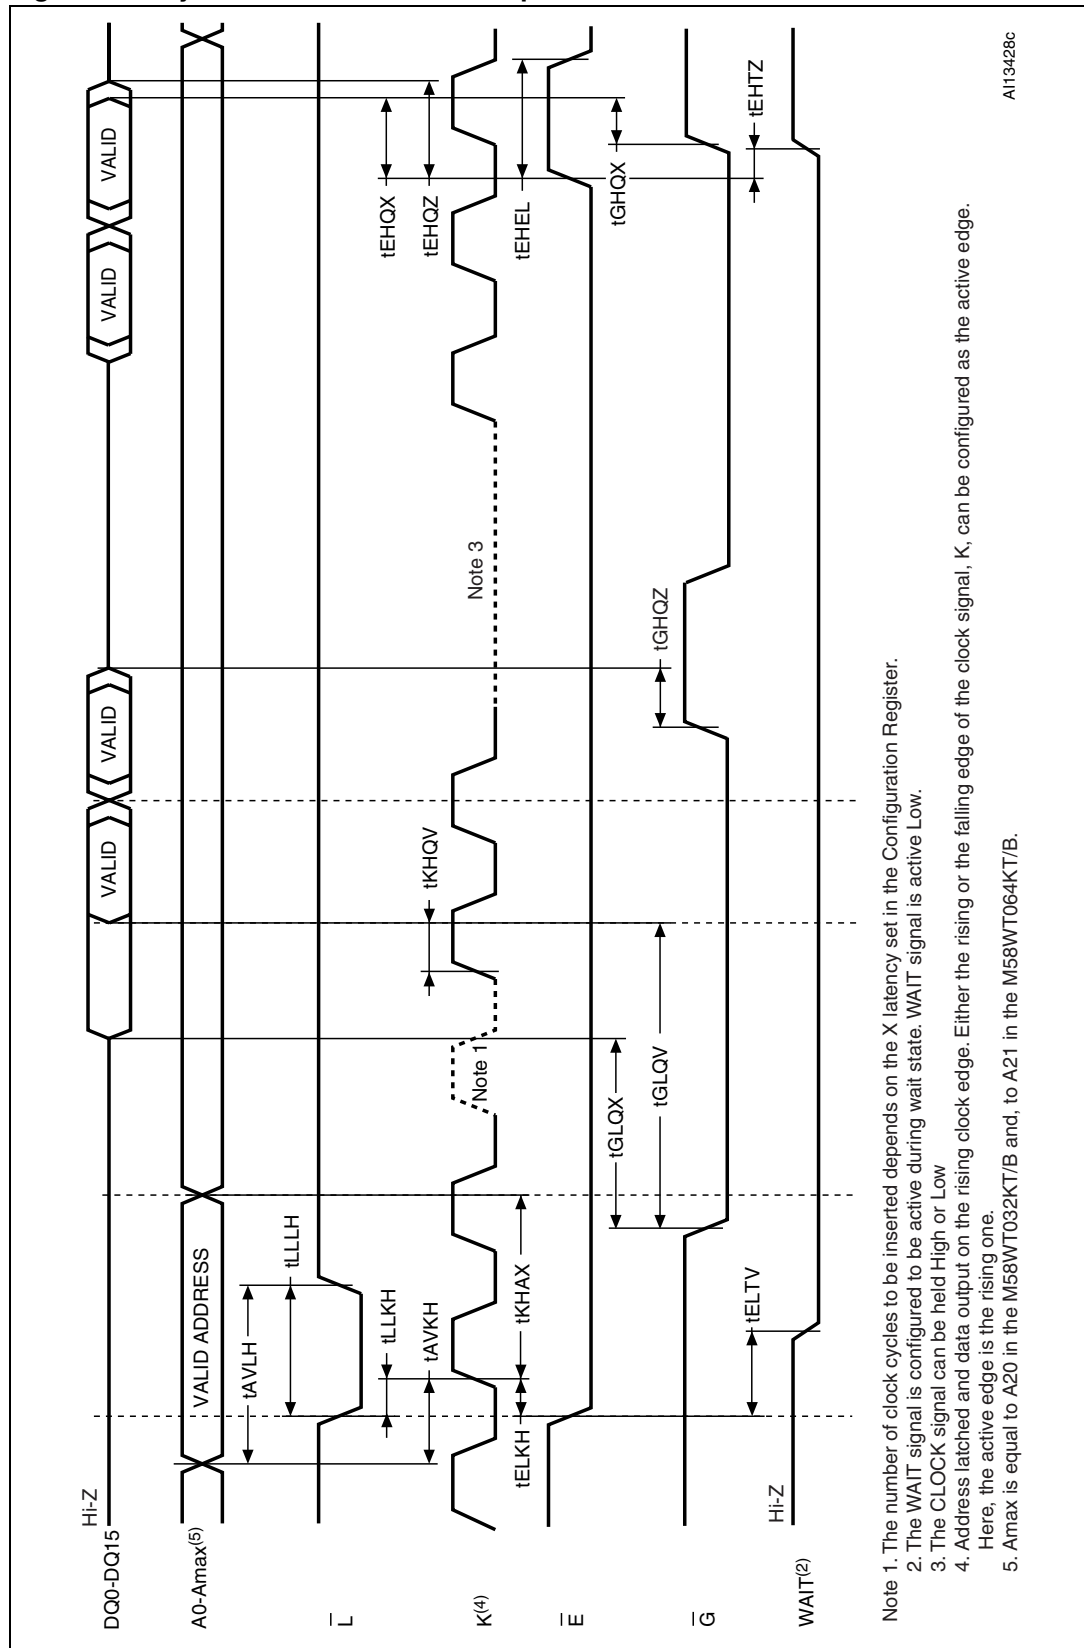 DQ0-DQ15
Hi-Z
VALID
VALID
VALID
VALID
A0-Amax(5)
VALID ADDRESS
tAVLH
L
tLLLH
tLLKH
tAVKH
K(4)
Note 1
tKHQV
Note 3
tEHQX
tEHQZ
tELKH
tKHAX
E
tEHEL
tGLQX
tGLQV
tGHQX
tGHQZ
G
tELTV
tEHTZ
Hi-Z
WAIT(2)
AI13428c
Note 1. The number of clock cycles to be inserted depends on the X latency set in the Configuration Register.
2. The WAIT signal is configured to be active during wait state. WAIT signal is active Low.
3. The CLOCK signal can be held High or Low
4. Address latched and data output on the rising clock edge. Either the rising or the falling edge of the clock signal, K, can be configured as the active edge.
Here, the active edge is the rising one.
5. Amax is equal to A20 in the M58WT032KT/B and, to A21 in the M58WT064KT/B.